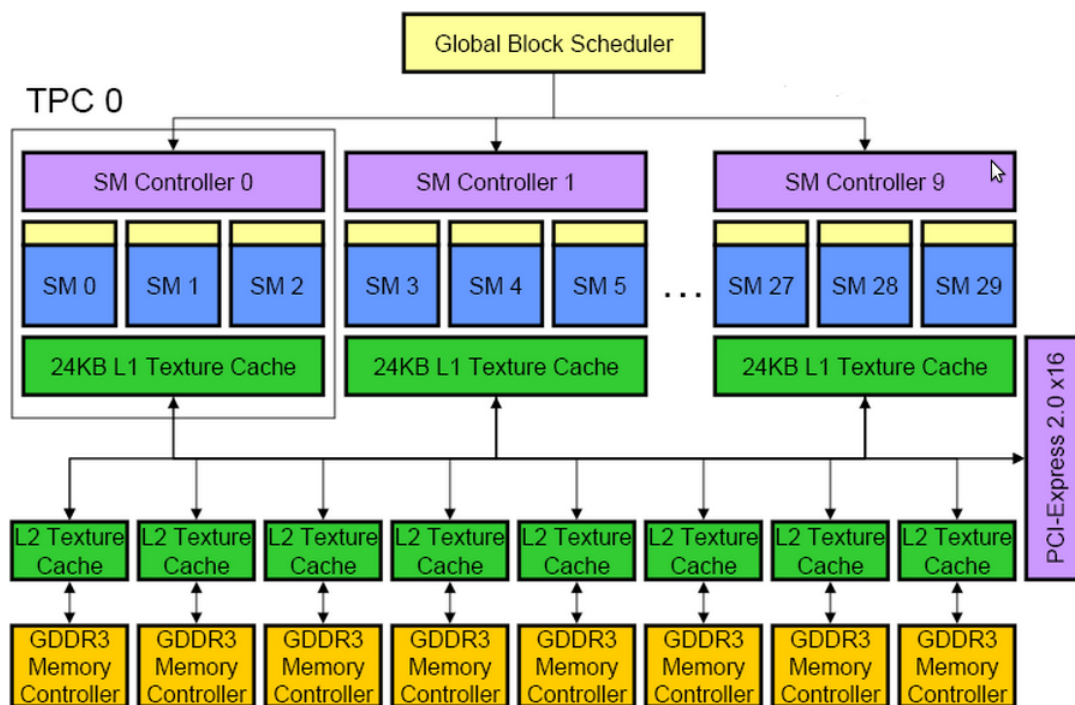 Global Block Scheduler
TPC 0
SM Controller 0
SM Controller 1
SM Controller 9
SM 0
SM 1
SM 2
SM 3
SM 4
SM 5
...
SM 27
SM 28
SM 29
24KB L1 Texture Cache
24KB L1 Texture Cache
24KB L1 Texture Cache
PCI-Express 2.0 x16
L2 Texture
Cache
L2 Texture
Cache
L2 Texture
Cache
L2 Texture
Cache
L2 Texture
Cache
L2 Texture
Cache
L2 Texture
Cache
L2 Texture
Cache
GDDR3
Memory
Controller
GDDR3
Memory
Controller
GDDR3
Memory
Controller
GDDR3
Memory
Controller
GDDR3
Memory
Controller
GDDR3
Memory
Controller
GDDR3
Memory
Controller
GDDR3
Memory
Controller